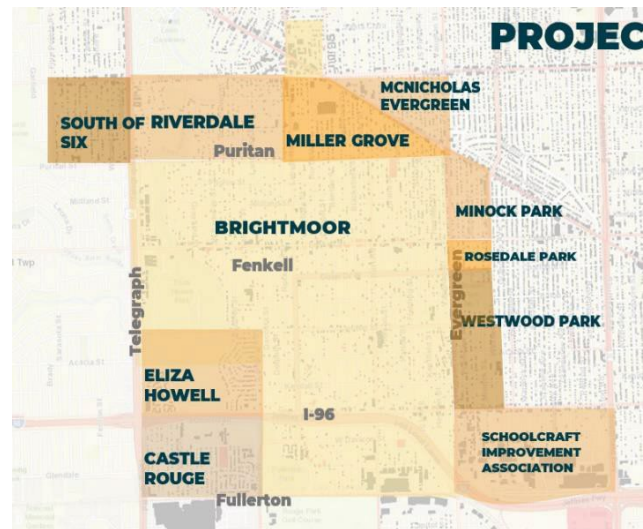 PROJEC
MCNICHOLAS
EVERGREEN
SOUTH OF
SIX
RIVERDALE
MILLER GROVE
Puritan
MINOCK PARK
BRIGHTMOOR
ROSEDALE PARK
Fenkell
Telegraph
Evergreen
WESTWOOD PARK
ELIZA
HOWELL
I-96
SCHOOLCRAFT
IMPROVEMENT
ASSOCIATION
CASTLE
ROUGE
Fullerton